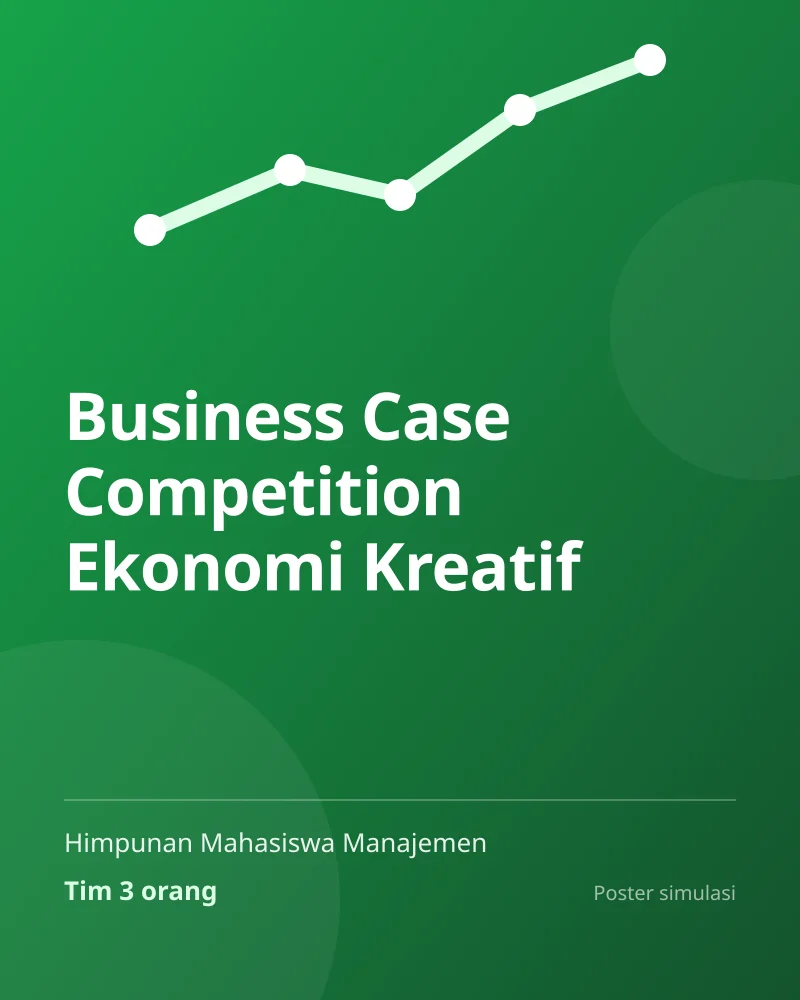 Business Case
Competition
Ekonomi Kreatif
Himpunan Mahasiswa Manajemen
Tim 3 orang
Poster simulasi